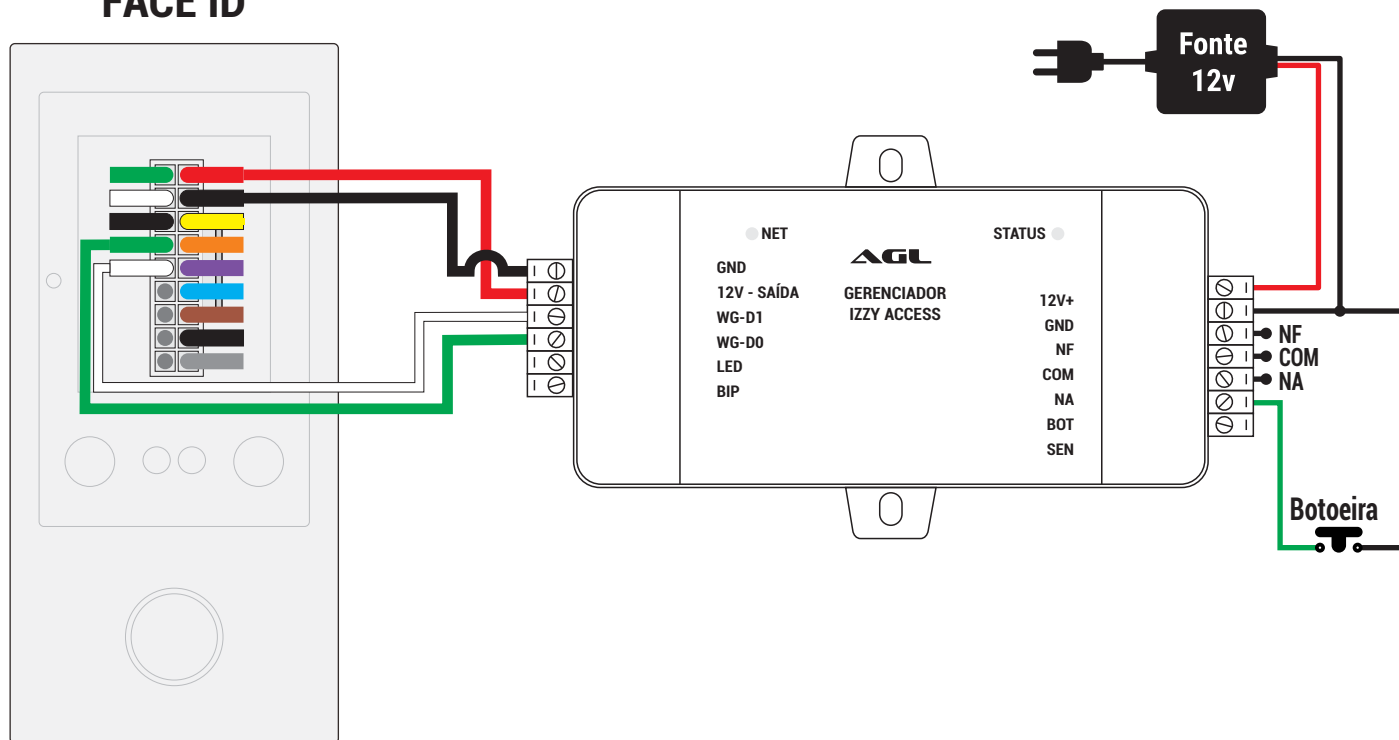 FACE ID
Fonte
12v
NET
STATUS
AGL
GERENCIADOR
IZZY ACCESS
GND
12V - SAÍDA
WG-D1
WG-D0
LED
BIP
12V+
GND
NF
COM
NA
BOT
SEN
NF
COM
NA
Botoeira